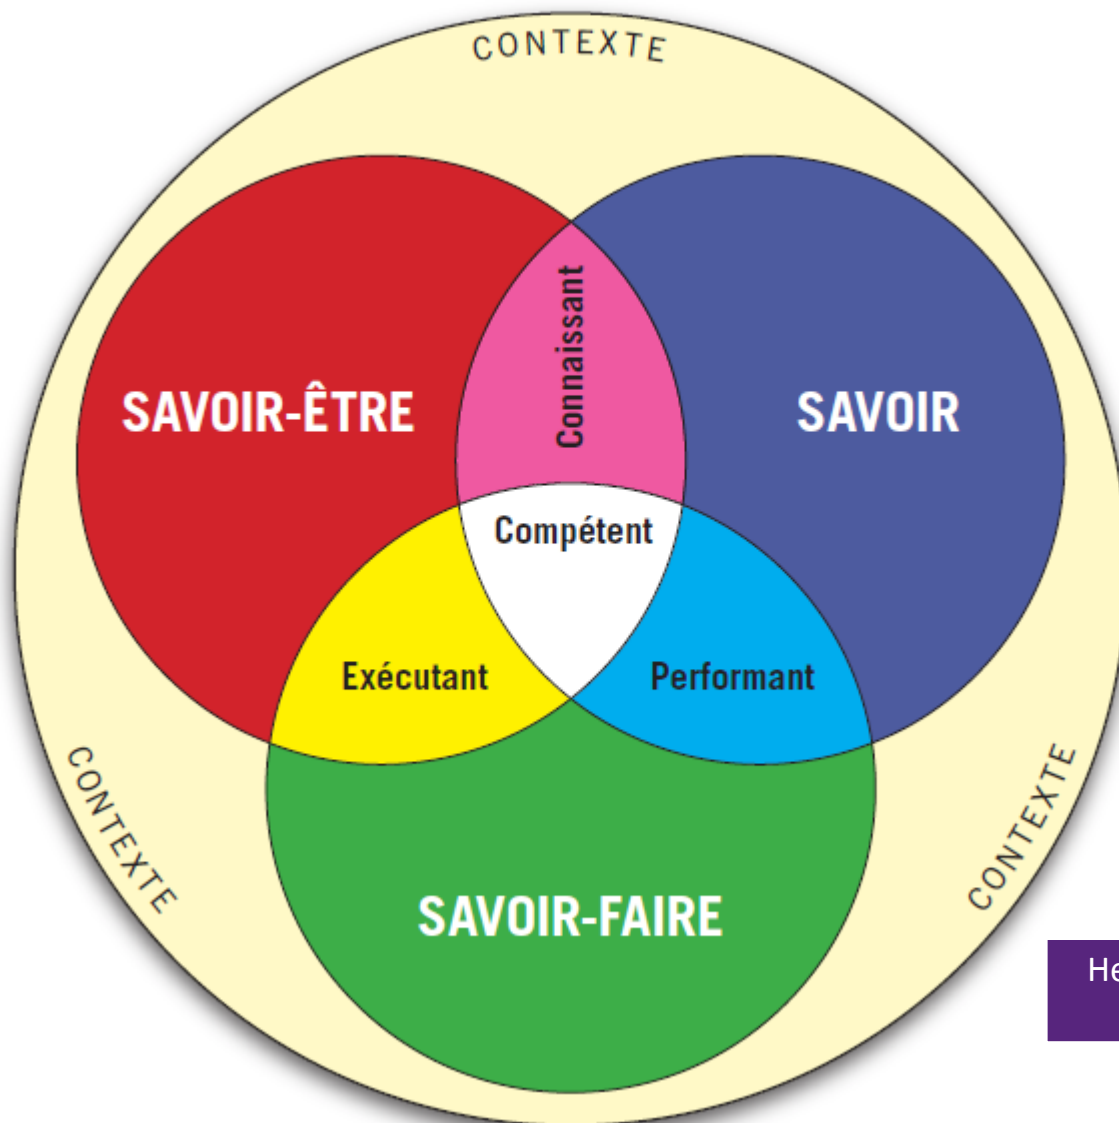 CONTEXTE
Connaissant
SAVOIR-ÊTRE
SAVOIR
Compétent
Exécutant
Performant
CONTEXTE
CONTEXTE
SAVOIR-FAIRE